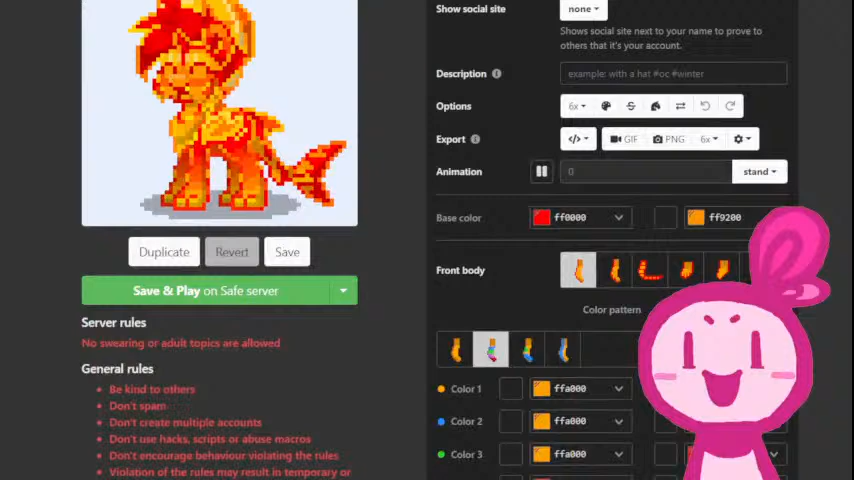 Show social site
none
Shows social site next to your name to prove to
others that it's your account.
Description
example: with a hat #oc #winter
Options
6x
Export
</>
GIF
PNG
6x
Animation
0
stand
Base color
ff0000
ff9200
Duplicate
Revert
Save
Front body
Save & Play on Safe server
Color pattern
Server rules
No swearing or adult topics are allowed
General rules
Be kind to others
Don't spam
Don't create multiple accounts
Don't use hacks, scripts or abuse macros
Don't encourage behaviour violating the rules
Violation of the rules may result in temporary or
Color 1
ffa000
Color 2
ffa000
Color 3
ffa000